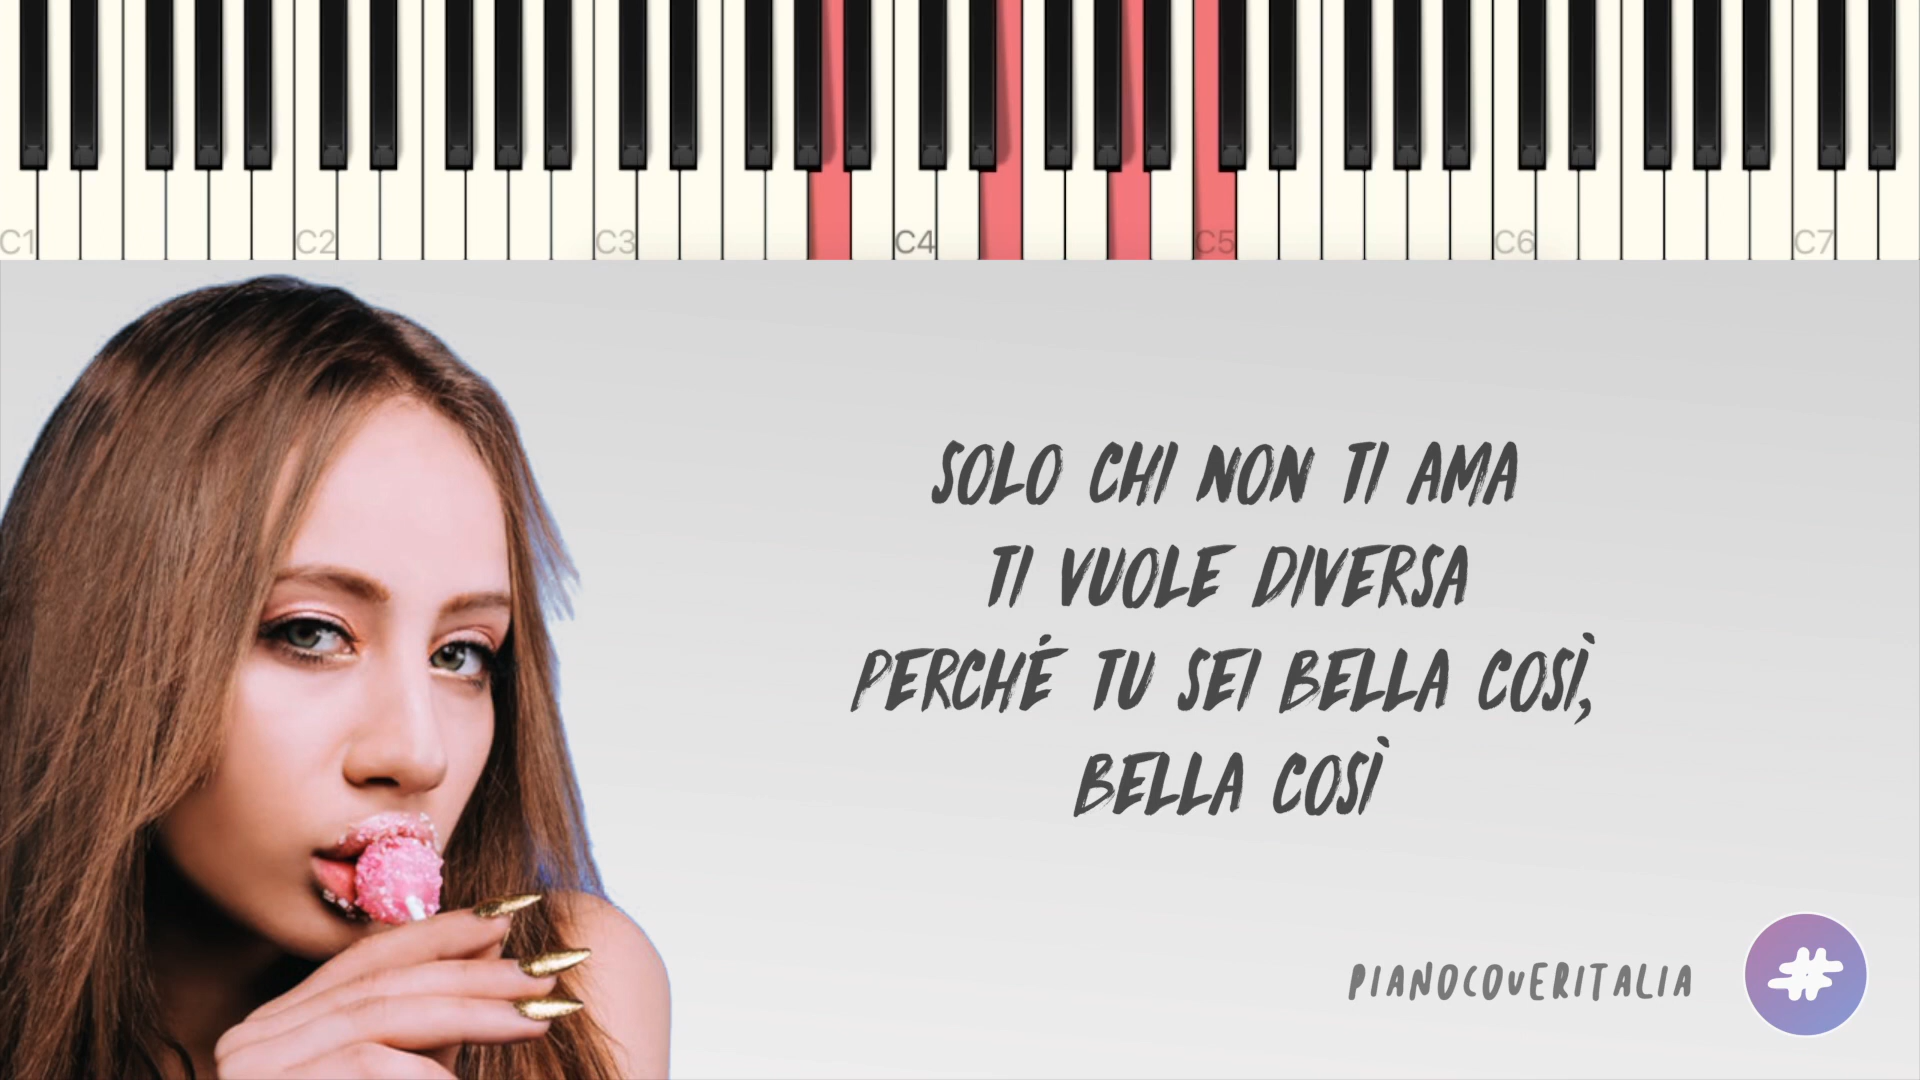 C1 C2 C3 C4 C5 C6 C7
SOLO CHI NON TI AMA
TI VUOLE DIVERSA
PERCHÉ TU SEI BELLA COSÌ,
BELLA COSÌ
PIANOCOVERITALIA
#